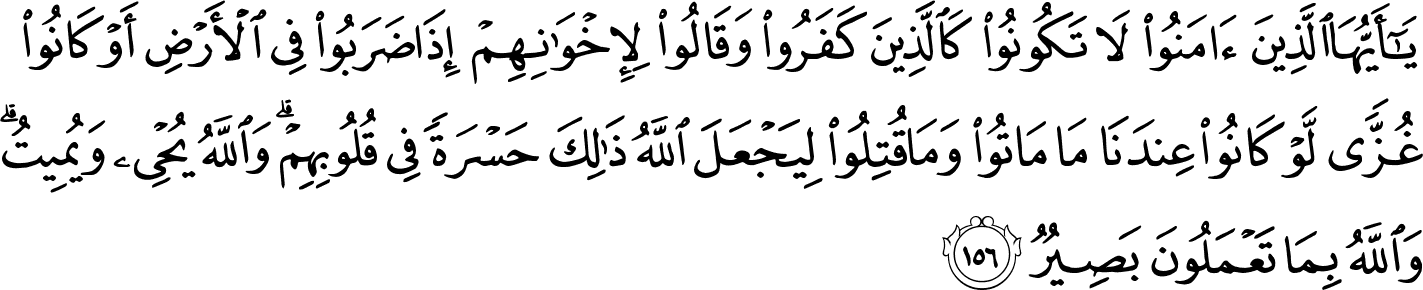 يَـٰٓأَيُّهَا ٱلَّذِينَ ءَامَنُوا۟ لَا تَكُونُوا۟ كَٱلَّذِينَ كَفَرُوا۟ وَقَالُوا۟ لِإِخْوَٰنِهِمْ إِذَا ضَرَبُوا۟ فِى ٱلْأَرْضِ أَوْ كَانُوا۟
غُزًّى لَّوْ كَانُوا۟ عِندَنَا مَا مَاتُوا۟ وَمَا قُتِلُوا۟ لِيَجْعَلَ ٱللَّهُ ذَٰلِكَ حَسْرَةً فِى قُلُوبِهِمْ ۗ وَٱللَّهُ يُحْىِۦ وَيُمِيتُ ۗ
وَٱللَّهُ بِمَا تَعْمَلُونَ بَصِيرٌ ١٥٦